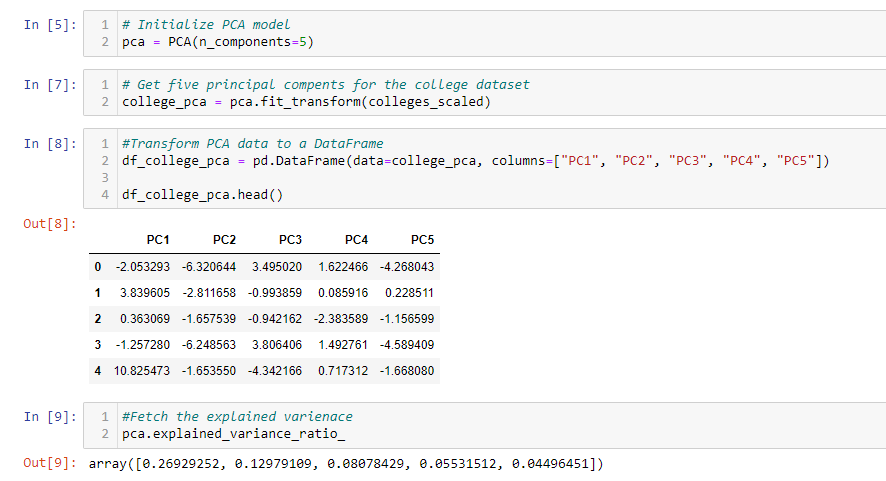 In [5]: 1 # Initialize PCA model
2 pca = PCA(n_components=5)
In [7]: 1 # Get five principal compents for the college dataset
2 college_pca = pca.fit_transform(colleges_scaled)
In [8]: 1 #Transform PCA data to a DataFrame
2 df_college_pca = pd.DataFrame(data=college_pca, columns=["PC1", "PC2", "PC3", "PC4", "PC5"])
3
4 df_college_pca.head()
Out[8]:
PC1 PC2 PC3 PC4 PC5
0 -2.053293 -6.320644 3.495020 1.622466 -4.268043
1 3.839605 -2.811658 -0.993859 0.085916 0.228511
2 0.363069 -1.657539 -0.942162 -2.383589 -1.156599
3 -1.257280 -6.248563 3.806406 1.492761 -4.589409
4 10.825473 -1.653550 -4.342166 0.717312 -1.668080
In [9]: 1 #Fetch the explained varienace
2 pca.explained_variance_ratio_
Out[9]: array([0.26929252, 0.12979109, 0.08078429, 0.05531512, 0.04496451])